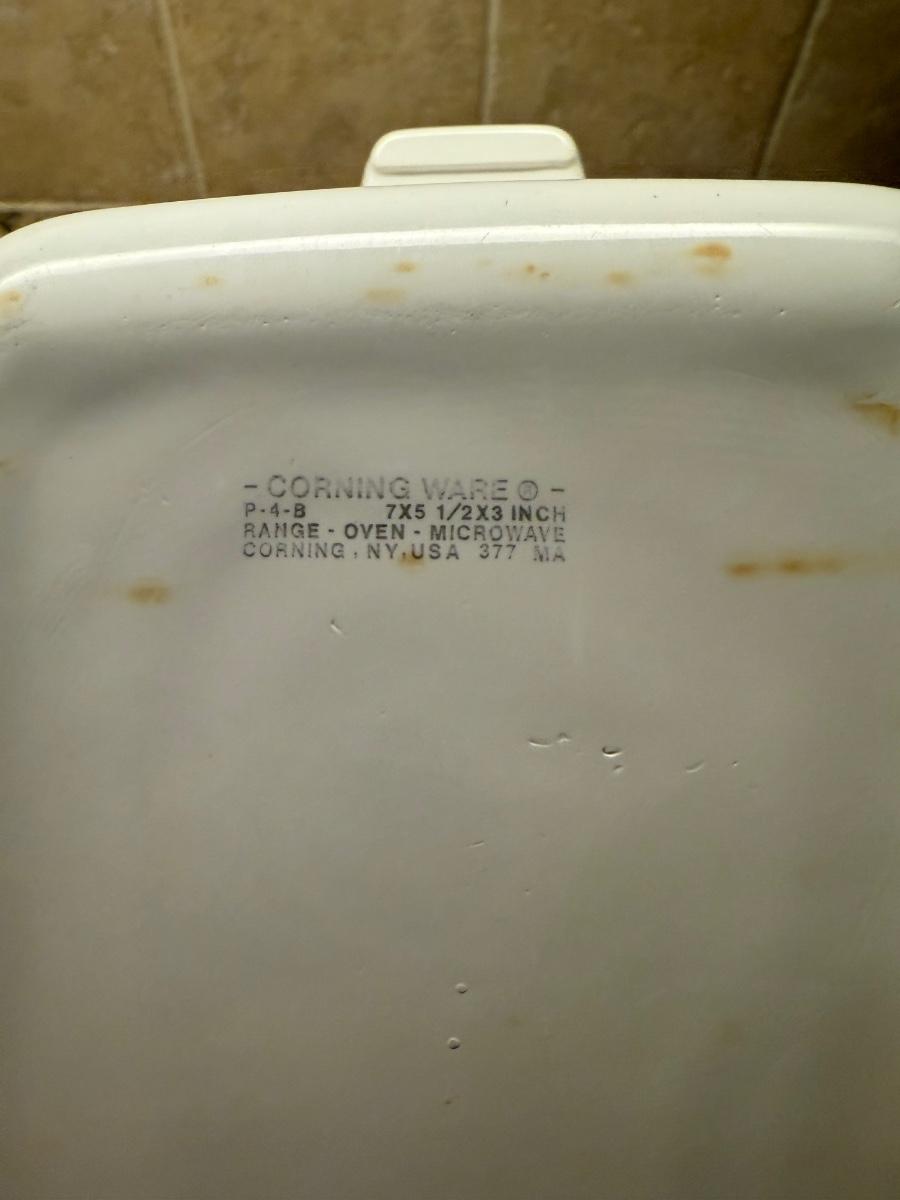 - CORNING WARE ® -
P-4-B 7X5 1/2X3 INCH
RANGE - OVEN - MICROWAVE
CORNING, NY, USA 377 MA